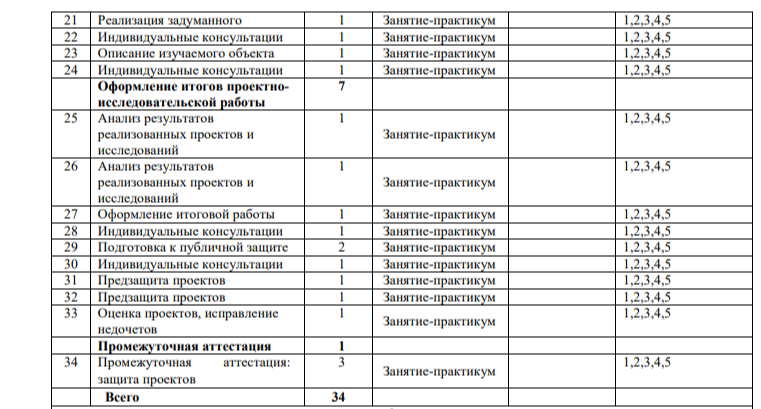 21 Реализация задуманного 1 Занятие-практикум 1,2,3,4,5
22 Индивидуальные консультации 1 Занятие-практикум 1,2,3,4,5
23 Описание изучаемого объекта 1 Занятие-практикум 1,2,3,4,5
24 Индивидуальные консультации 1 Занятие-практикум 1,2,3,4,5
Оформление итогов проектно- 7
исследовательской работы
25 Анализ результатов 1 1,2,3,4,5
реализованных проектов и Занятие-практикум
исследований
26 Анализ результатов 1 1,2,3,4,5
реализованных проектов и Занятие-практикум
исследований
27 Оформление итоговой работы 1 Занятие-практикум 1,2,3,4,5
28 Индивидуальные консультации 1 Занятие-практикум 1,2,3,4,5
29 Подготовка к публичной защите 2 Занятие-практикум 1,2,3,4,5
30 Индивидуальные консультации 1 Занятие-практикум 1,2,3,4,5
31 Предзащита проектов 1 Занятие-практикум 1,2,3,4,5
32 Предзащита проектов 1 Занятие-практикум 1,2,3,4,5
33 Оценка проектов, исправление 1 Занятие-практикум 1,2,3,4,5
недочетов
Промежуточная аттестация 1
34 Промежуточная аттестация: 3 Занятие-практикум 1,2,3,4,5
защита проектов
Всего 34